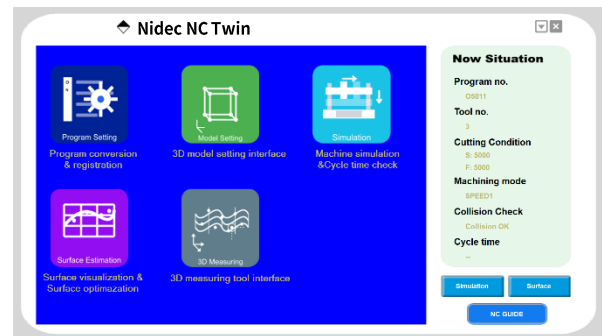 Nidec NC Twin
Program Setting
Program conversion
& registration
Model Setting
3D model setting interface
Simulation
Machine simulation
&Cycle time check
Surface Estimation
Surface visualization &
Surface optimazation
3D Measuring
3D measuring tool interface
Now Situation
Program no.
O5011
Tool no.
3
Cutting Condition
S: 5000
F: 5000
Machining mode
SPEED1
Collision Check
Collision OK
Cycle time
--
Simulation
Surface
NC GUIDE